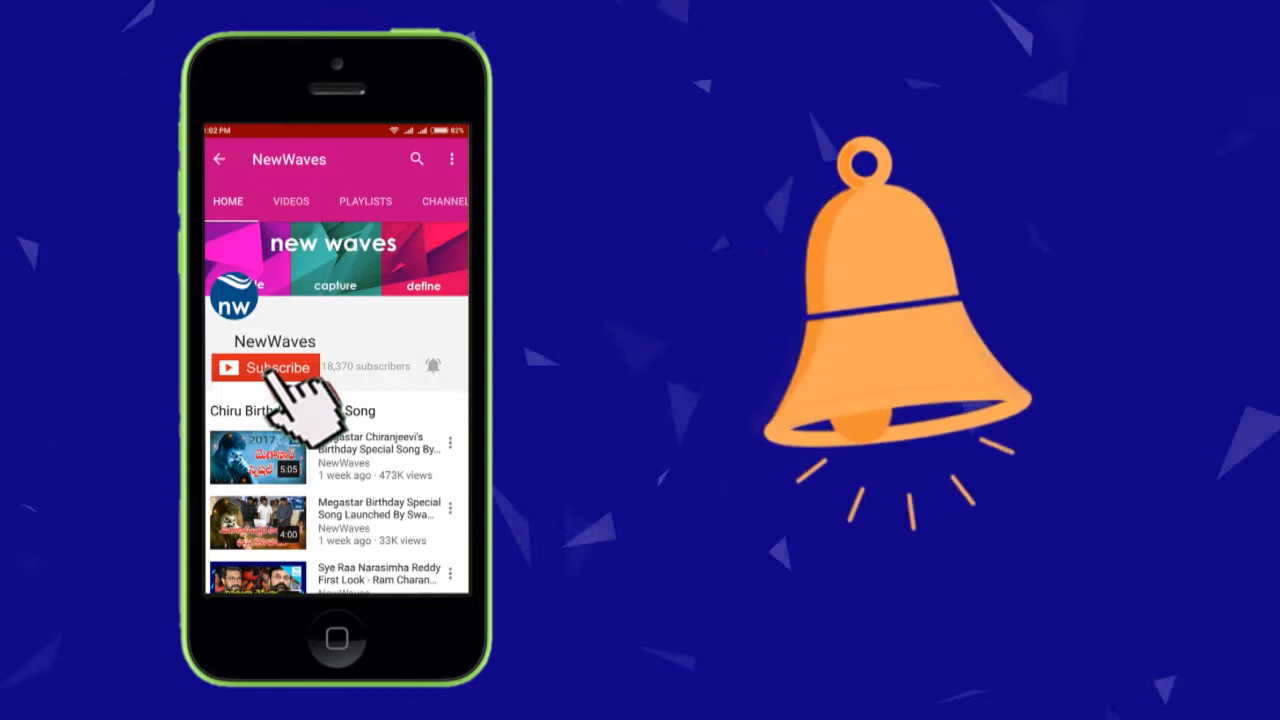 1:02 PM
82%
NewWaves
HOME VIDEOS PLAYLISTS CHANNEL
new waves
capture
define
nw
NewWaves
Subscribe
18,370 subscribers
Chiru Birth
Song
Megastar Chiranjeevi's
Birthday Special Song By...
NewWaves
1 week ago · 473K views
2017
5:05
Megastar Birthday Special
Song Launched By Swa...
NewWaves
1 week ago · 33K views
4:00
Sye Raa Narasimha Reddy
First Look - Ram Charan...
NewWaves